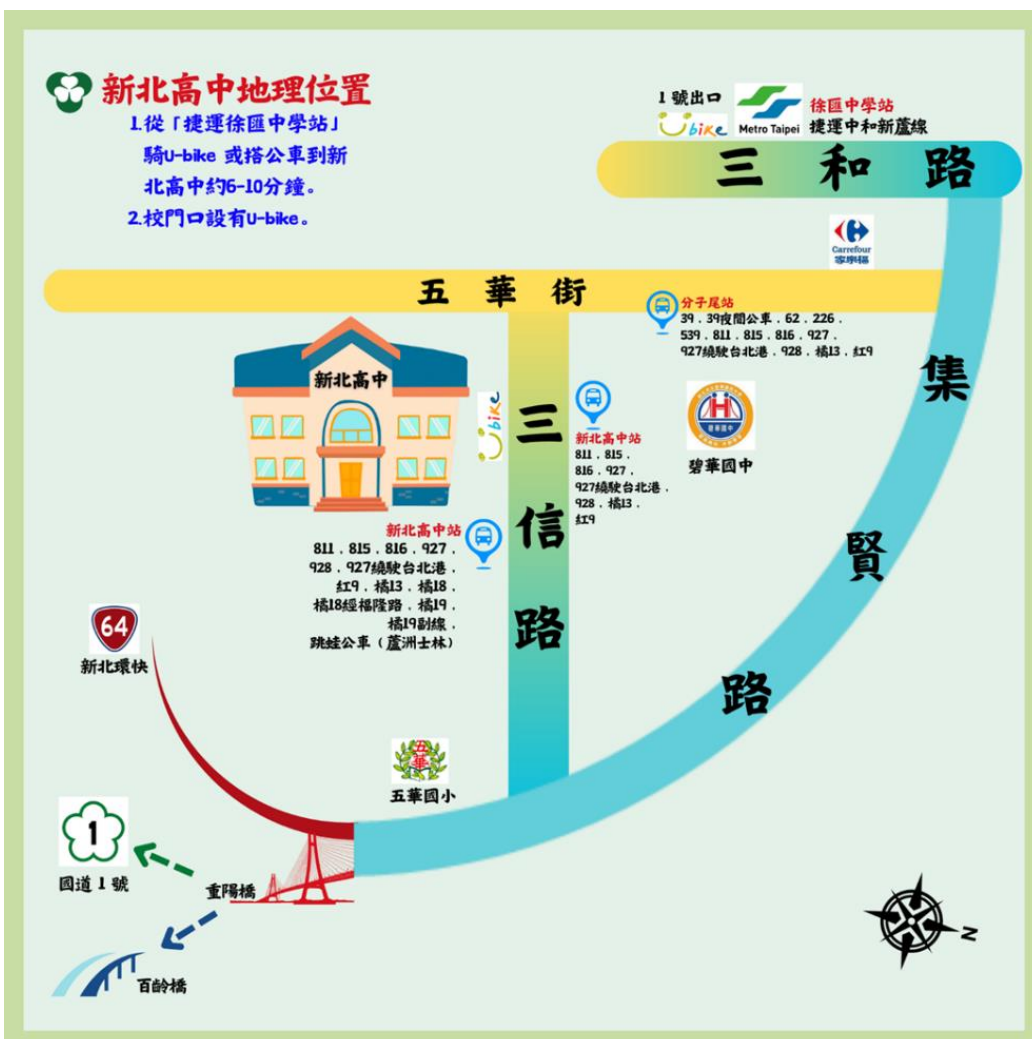 新北高中地理位置
1.從「捷運徐匯中學站」
騎U-bike 或搭公車到新
北高中約6-10分鐘。
2.校門口設有U-bike。
1號出口
Ubike
Metro Taipei
徐匯中學站
捷運中和新蘆線
三和路
Carrefour
家樂福
五華街
分子尾站
39．39夜間公車．62．226．
539．811．815．816．927．
927繞駛台北港．928．橘13．紅9
新北高中
Ubike
三信路
新北高中站
811．815．
816．927．
927繞駛台北港．
928．橘13．
紅9
碧華國中
碧華國中
集賢路
新北高中站
811．815．816．927．
928．927繞駛台北港．
紅9．橘13．橘18．
橘18經福隆路．橘19．
橘19副線．
跳蛙公車（蘆洲士林）
64
新北環快
五華
五華國小
1
國道1號
重陽橋
百齡橋
N